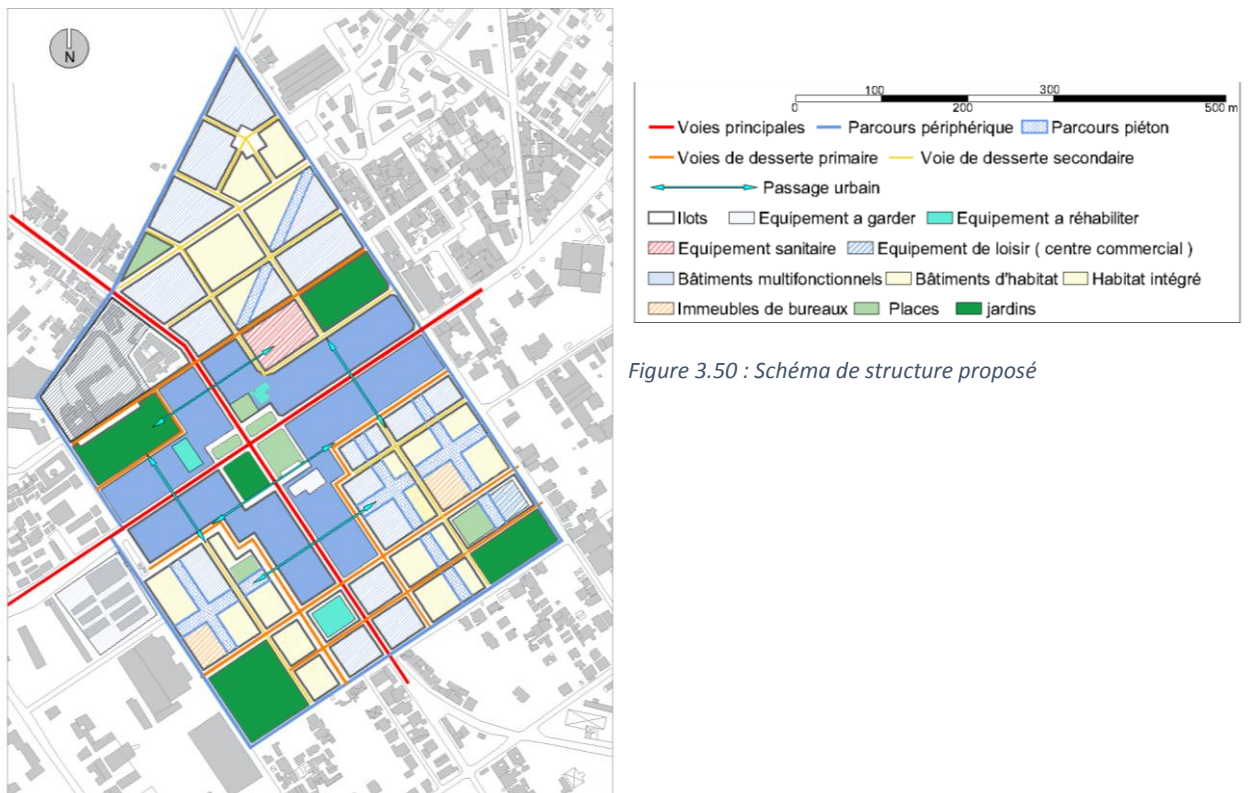 N
100 300
0 200 500 m
Voies principales Parcours périphérique Parcours piéton
Voies de desserte primaire Voie de desserte secondaire
Passage urbain
Ilots Equipement a garder Equipement a réhabiliter
Equipement sanitaire Equipement de loisir ( centre commercial )
Bâtiments multifonctionnels Bâtiments d'habitat Habitat intégré
Immeubles de bureaux Places jardins
Figure 3.50 : Schéma de structure proposé